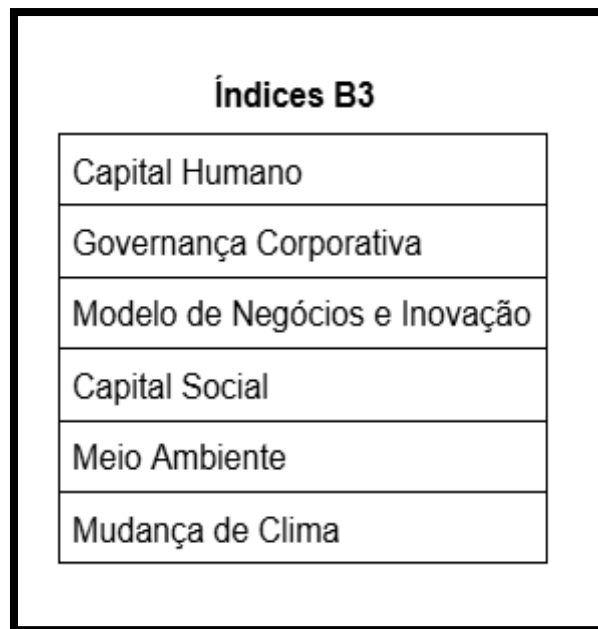 Índices B3
Capital Humano
Governança Corporativa
Modelo de Negócios e Inovação
Capital Social
Meio Ambiente
Mudança de Clima